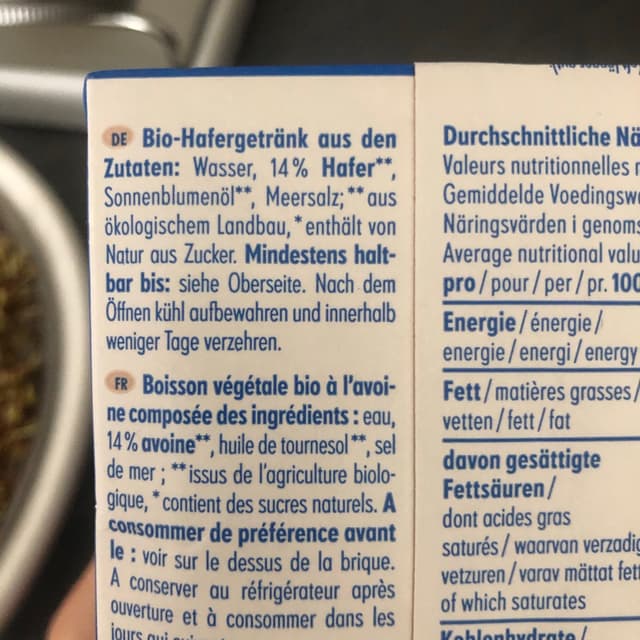 DE Bio-Hafergetränk aus den
Zutaten: Wasser, 14% Hafer**,
Sonnenblumenöl**, Meersalz; ** aus
ökologischem Landbau, * enthält von
Natur aus Zucker. Mindestens halt-
bar bis: siehe Oberseite. Nach dem
Öffnen kühl aufbewahren und innerhalb
weniger Tage verzehren.
FR Boisson végétale bio à l'avoi-
ne composée des ingrédients : eau,
14% avoine**, huile de tournesol**, sel
de mer ; **issus de l'agriculture biolo-
gique, * contient des sucres naturels. A
consommer de préférence avant
le : voir sur le dessus de la brique.
A conserver au réfrigérateur après
ouverture et à consommer dans les
jours qui
Durchschnittliche Nä
Valeurs nutritionnelles
Gemiddelde Voedingsw
Näringsvärden i genoms
Average nutritional valu
pro/pour/per/pr. 100
Energie/énergie/
energie/energi/energy
Fett/matières grasses/
vetten/fett/fat
davon gesättigte
Fettsäuren/
dont acides gras
saturés/waarvan verzadig
vetzuren/varav mättat fett
of which saturates
Kohlenhydrate/